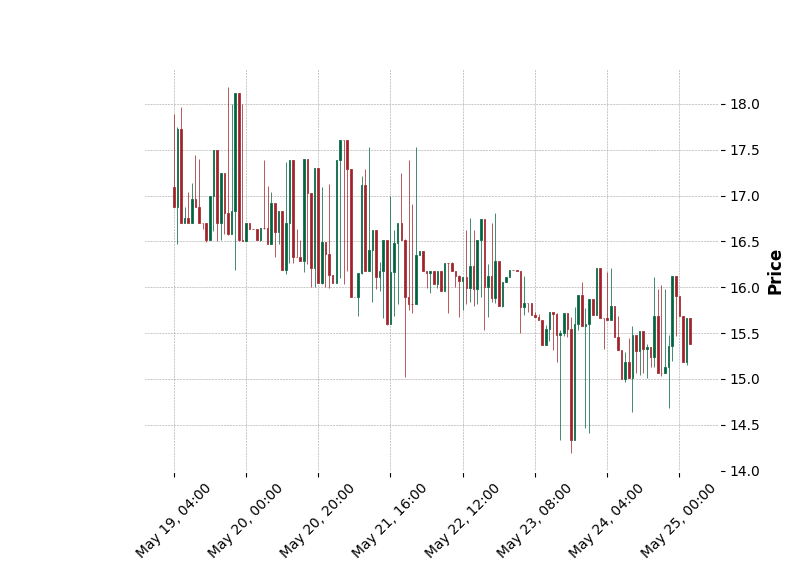 18.0
17.5
17.0
16.5
16.0
15.5
15.0
14.5
14.0
Price
May 19, 04:00
May 20, 00:00
May 20, 20:00
May 21, 16:00
May 22, 12:00
May 23, 08:00
May 24, 04:00
May 25, 00:00